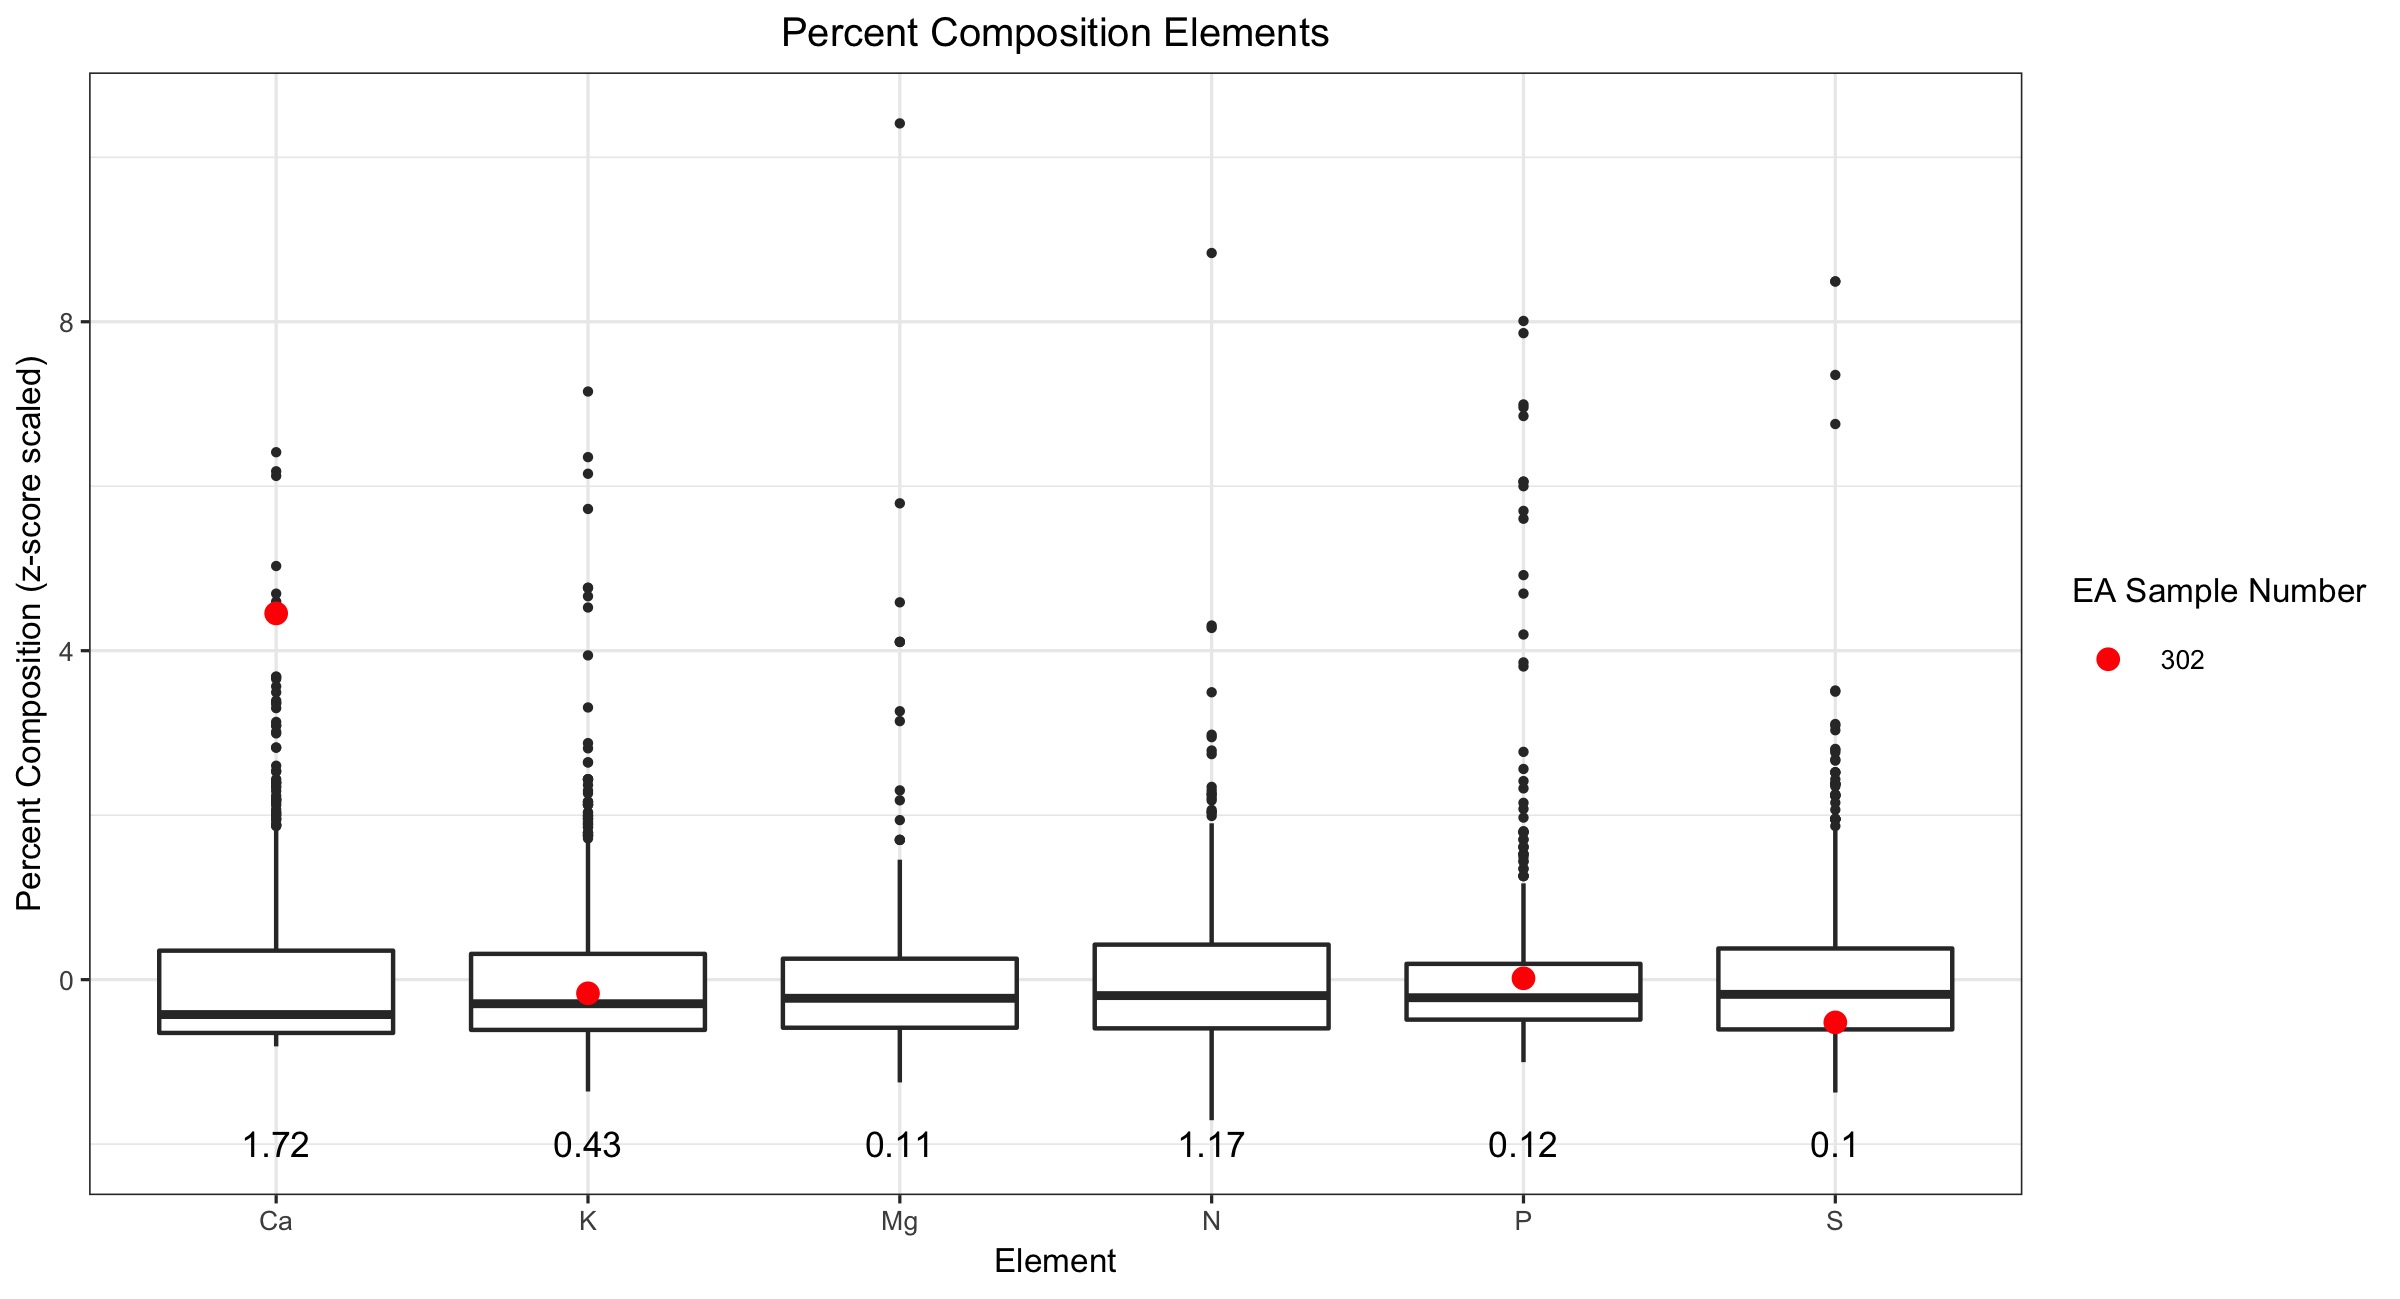 Percent Composition Elements
Percent Composition (z-score scaled)
8
4
0
1.72 0.43 0.11 1.17 0.12 0.1
Ca K Mg N P S
Element
EA Sample Number
302